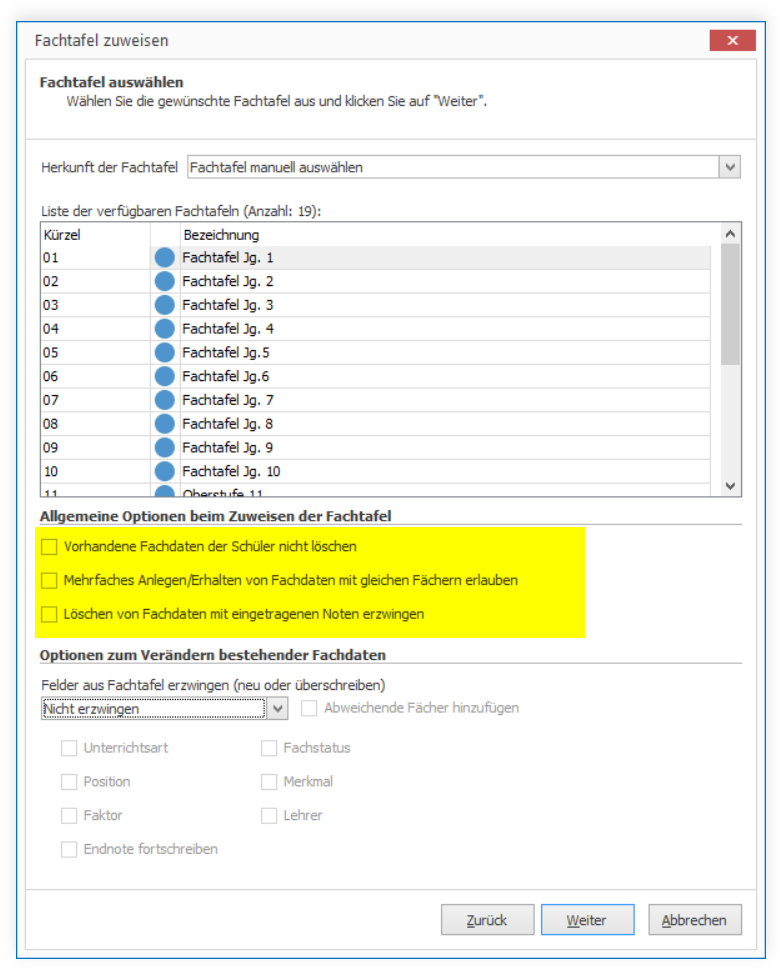 Fachtafel zuweisen
Fachtafel auswählen
Wählen Sie die gewünschte Fachtafel aus und klicken Sie auf "Weiter".
Herkunft der Fachtafel Fachtafel manuell auswählen
Liste der verfügbaren Fachtafeln (Anzahl: 19):
Kürzel Bezeichnung
01 Fachtafel Jg. 1
02 Fachtafel Jg. 2
03 Fachtafel Jg. 3
04 Fachtafel Jg. 4
05 Fachtafel Jg.5
06 Fachtafel Jg.6
07 Fachtafel Jg. 7
08 Fachtafel Jg. 8
09 Fachtafel Jg. 9
10 Fachtafel Jg. 10
11 Oberstufe 11
Allgemeine Optionen beim Zuweisen der Fachtafel
Vorhandene Fachdaten der Schüler nicht löschen
Mehrfaches Anlegen/Erhalten von Fachdaten mit gleichen Fächern erlauben
Löschen von Fachdaten mit eingetragenen Noten erzwingen
Optionen zum Verändern bestehender Fachdaten
Felder aus Fachtafel erzwingen (neu oder überschreiben)
Nicht erzwingen Abweichende Fächer hinzufügen
Unterrichtsart Fachstatus
Position Merkmal
Faktor Lehrer
Endnote fortschreiben
Zurück Weiter Abbrechen